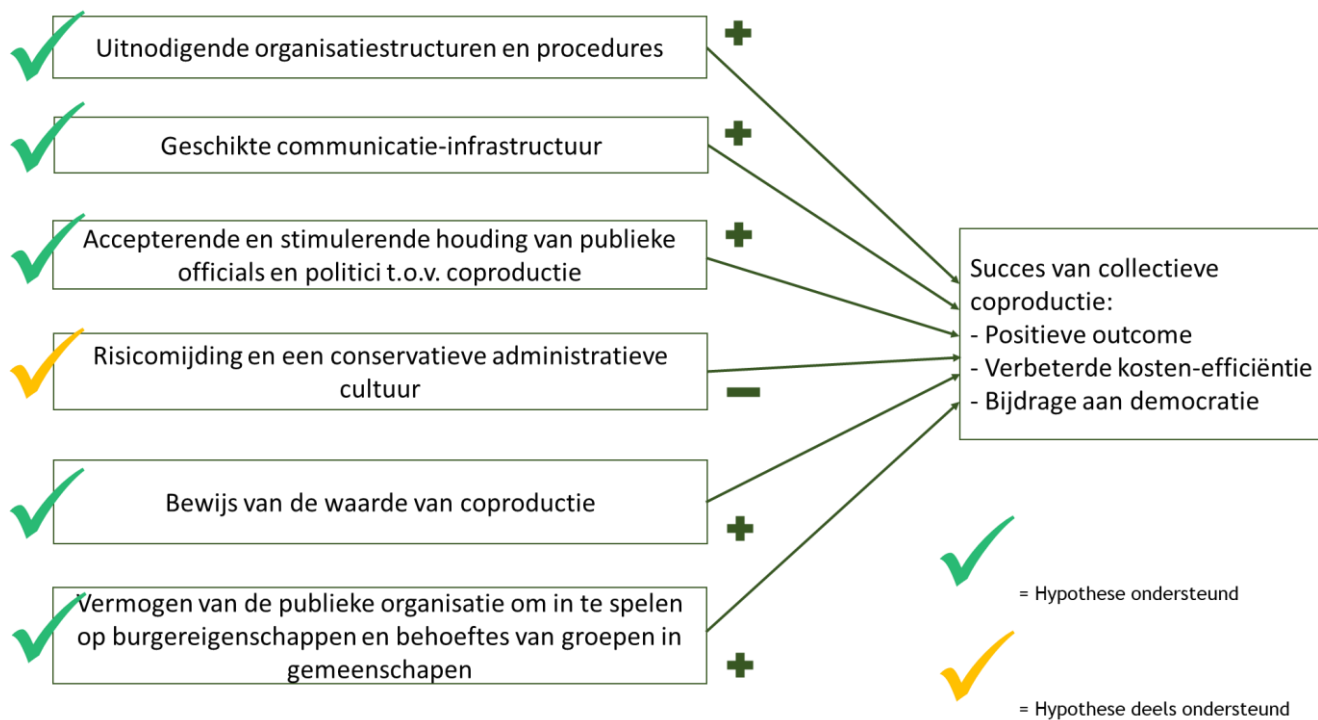 Uitnodigende organisatiestructuren en procedures
Geschikte communicatie-infrastructuur
Accepterende en stimulerende houding van publieke
officials en politici t.o.v. coproductie
Risicomijding en een conservatieve administratieve
cultuur
Bewijs van de waarde van coproductie
Vermogen van de publieke organisatie om in te spelen
op burgereigenschappen en behoeftes van groepen in
gemeenschapen
Succes van collectieve
coproductie:
- Positieve outcome
- Verbeterde kosten-efficiëntie
- Bijdrage aan democratie
= Hypothese ondersteund
= Hypothese deels ondersteund